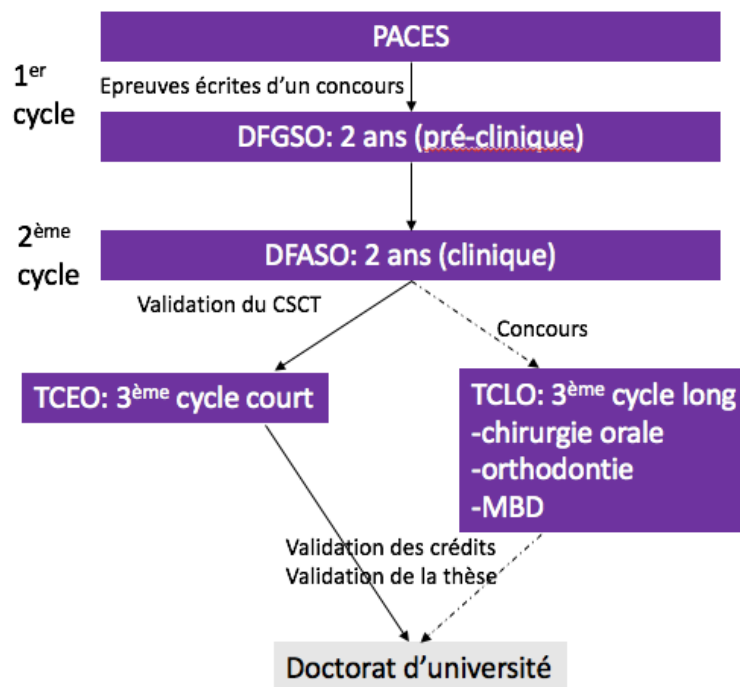 PACES
1er
cycle
Epreuves écrites d’un concours
DFGSO: 2 ans (pré-clinique)
2ème
cycle
DFASO: 2 ans (clinique)
Validation du CSCT
Concours
TCEO: 3ème cycle court
TCLO: 3ème cycle long
-chirurgie orale
-orthodontie
-MBD
Validation des crédits
Validation de la thèse
Doctorat d’université